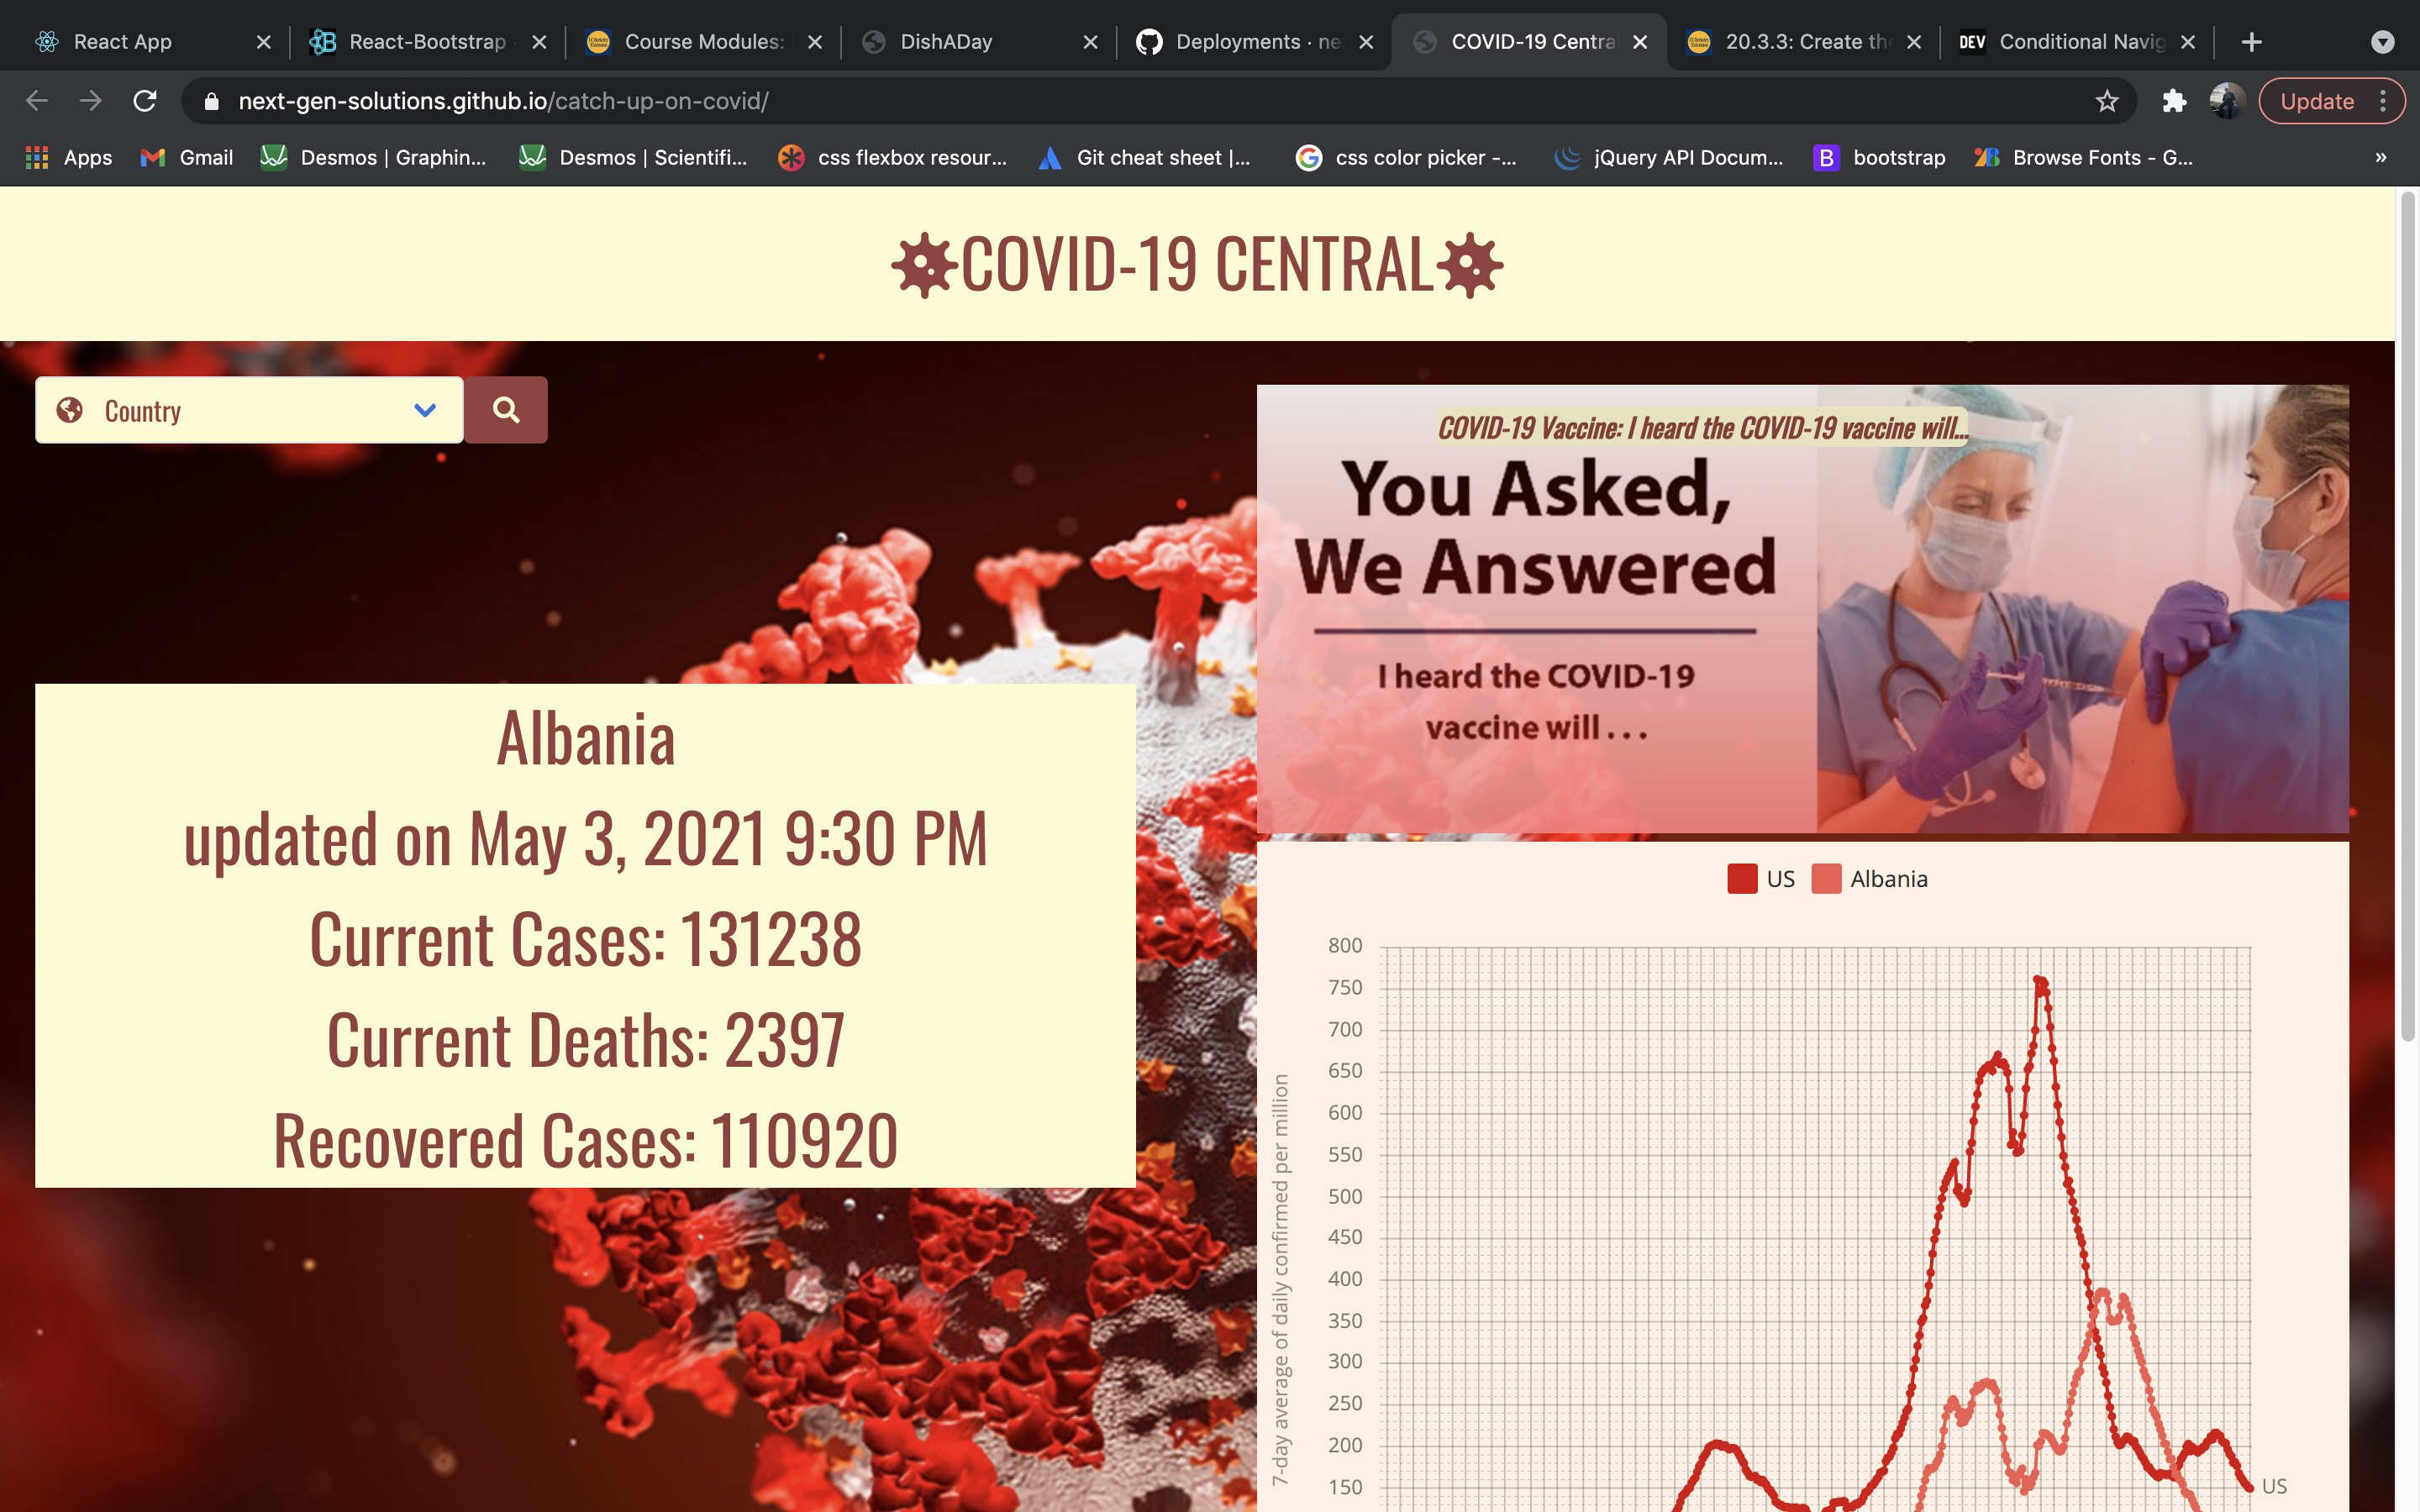 React App
React-Bootstrap
Course Modules:
DishADay
Deployments · ne
COVID-19 Centra
20.3.3: Create th
DEV
Conditional Navig
next-gen-solutions.github.io/catch-up-on-covid/
Update
Apps
Gmail
Desmos | Graphin...
Desmos | Scientifi...
css flexbox resour...
Git cheat sheet |...
css color picker -...
jQuery API Docum...
B
bootstrap
Browse Fonts - G...
»
COVID-19 CENTRAL
Country
Albania
updated on May 3, 2021 9:30 PM
Current Cases: 131238
Current Deaths: 2397
Recovered Cases: 110920
COVID-19 Vaccine: I heard the COVID-19 vaccine will...
You Asked,
We Answered
I heard the COVID-19
vaccine will . . .
US
Albania
7-day average of daily confirmed per million
800
750
700
650
600
550
500
450
400
350
300
250
200
150
US